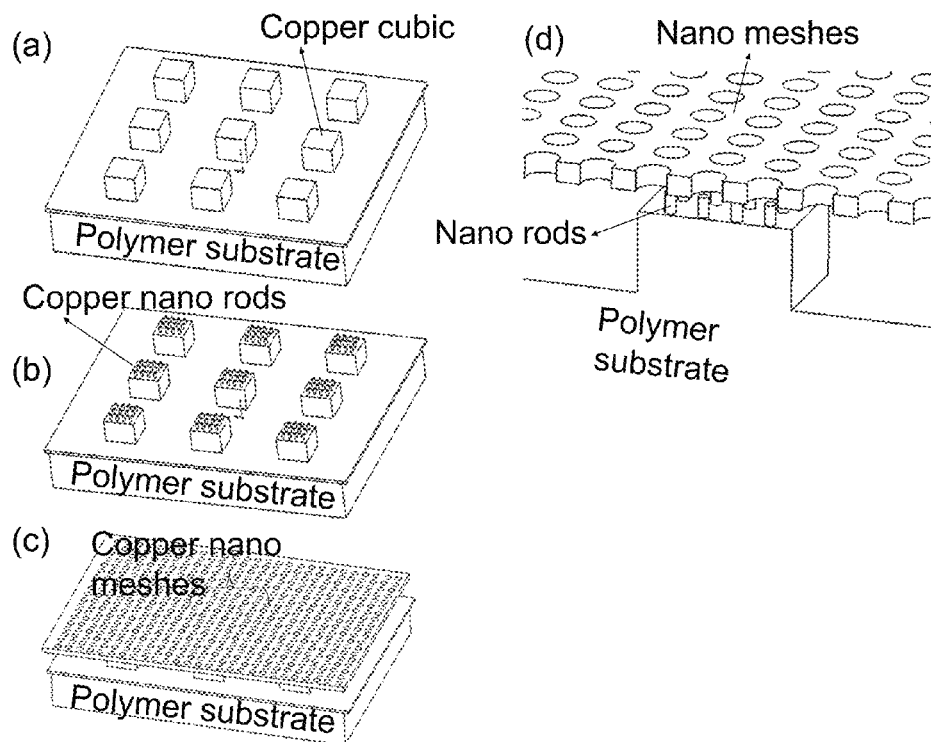 (a)
Copper cubic
Polymer substrate
Copper nano rods
(b)
Polymer substrate
(c)
Copper nano
meshes
Polymer substrate
(d)
Nano meshes
Nano rods
Polymer
substrate